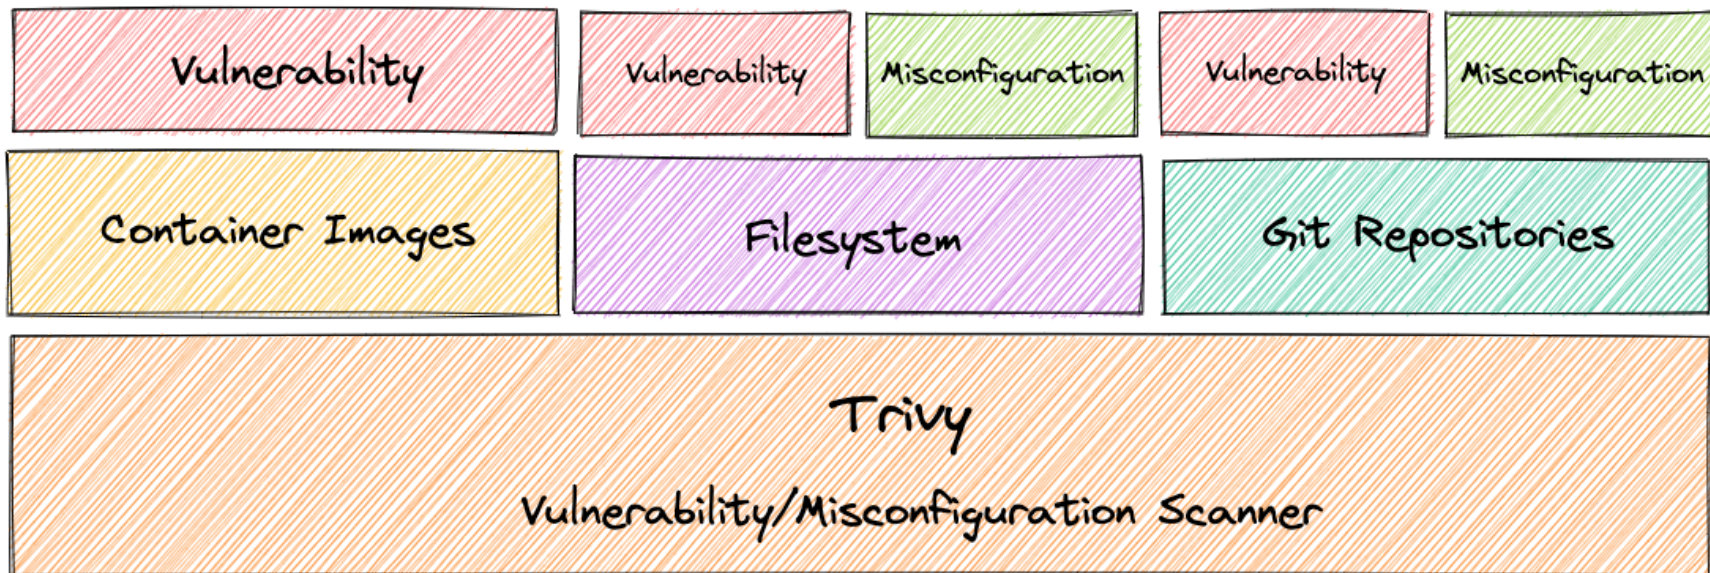 Vulnerability
Vulnerability
Misconfiguration
Vulnerability
Misconfiguration
Container Images
Filesystem
Git Repositories
Trivy
Vulnerability/Misconfiguration Scanner